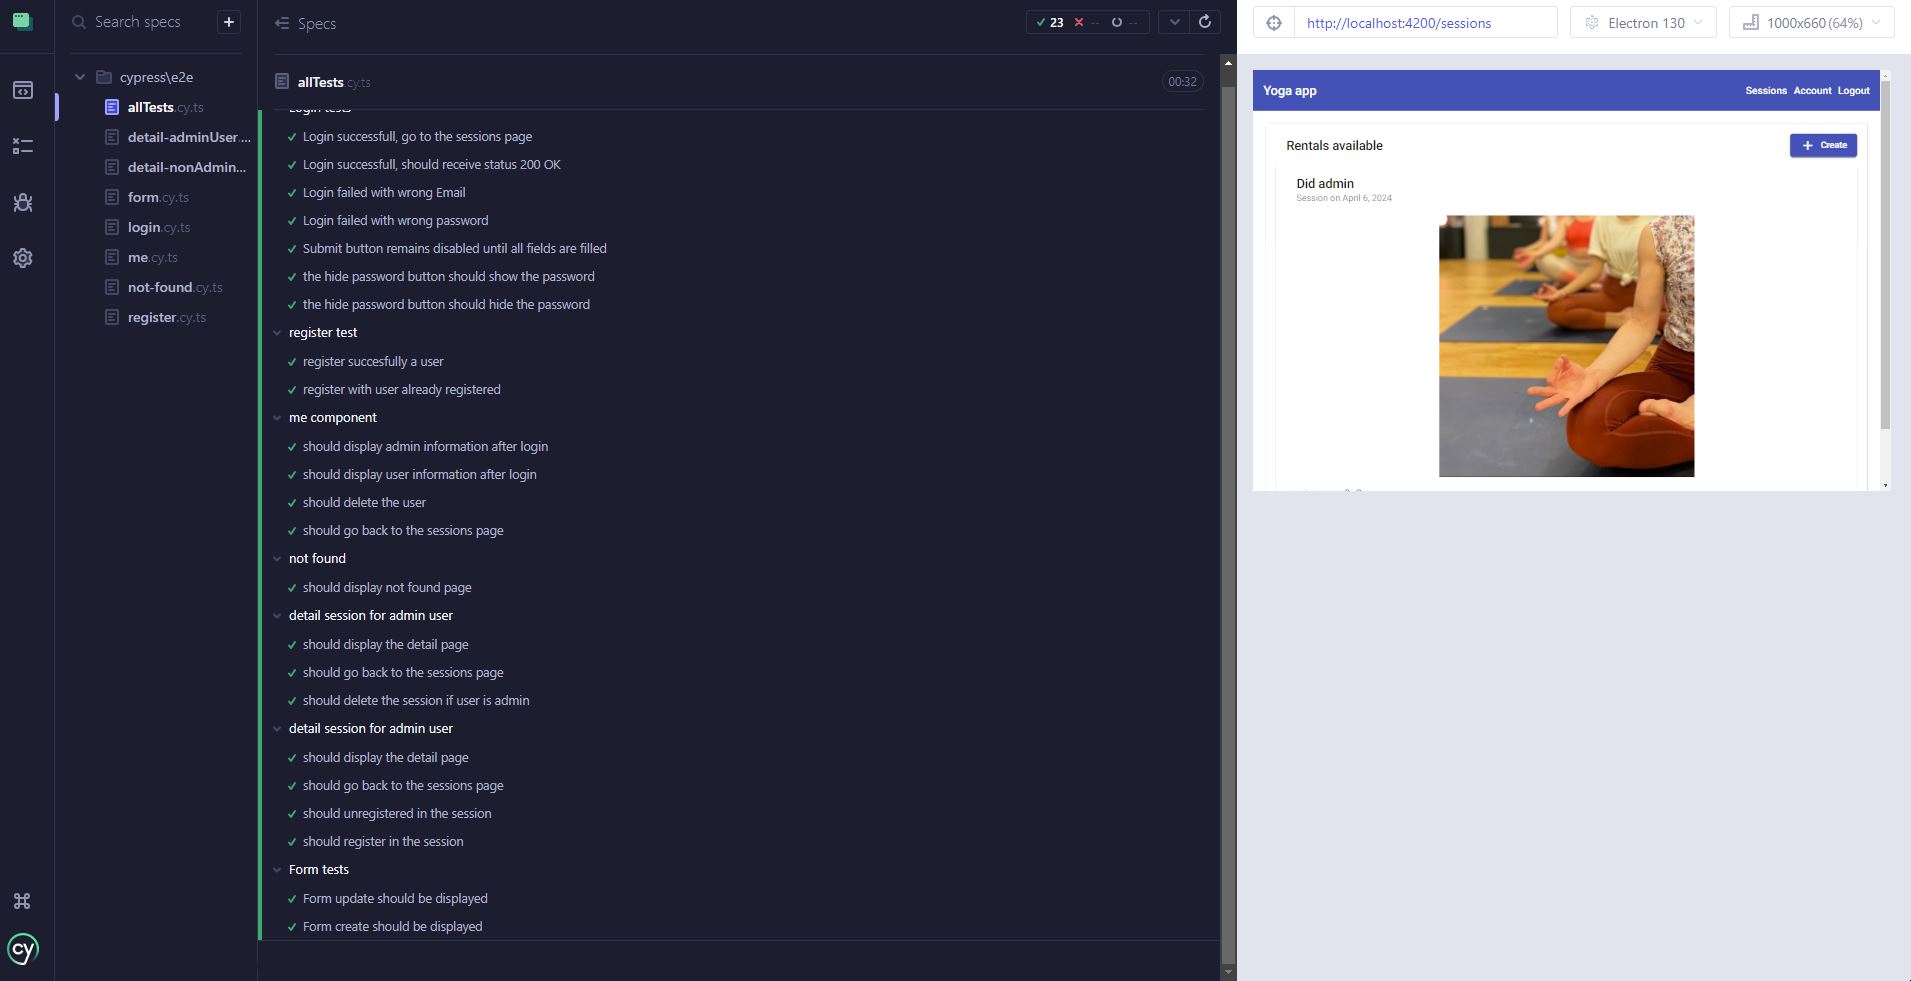 Search specs
+
cypress\e2e
allTests.cy.ts
detail-adminUser....
detail-nonAdmin...
form.cy.ts
login.cy.ts
me.cy.ts
not-found.cy.ts
register.cy.ts
cy
Specs
23 -- --
allTests.cy.ts
00:32
Login tests
Login successfull, go to the sessions page
Login successfull, should receive status 200 OK
Login failed with wrong Email
Login failed with wrong password
Submit button remains disabled until all fields are filled
the hide password button should show the password
the hide password button should hide the password
register test
register succesfully a user
register with user already registered
me component
should display admin information after login
should display user information after login
should delete the user
should go back to the sessions page
not found
should display not found page
detail session for admin user
should display the detail page
should go back to the sessions page
should delete the session if user is admin
detail session for admin user
should display the detail page
should go back to the sessions page
should unregistered in the session
should register in the session
Form tests
Form update should be displayed
Form create should be displayed
http://localhost:4200/sessions
Electron 130
1000x660 (64%)
Yoga app
Sessions Account Logout
Rentals available
+ Create
Did admin
Session on April 6, 2024